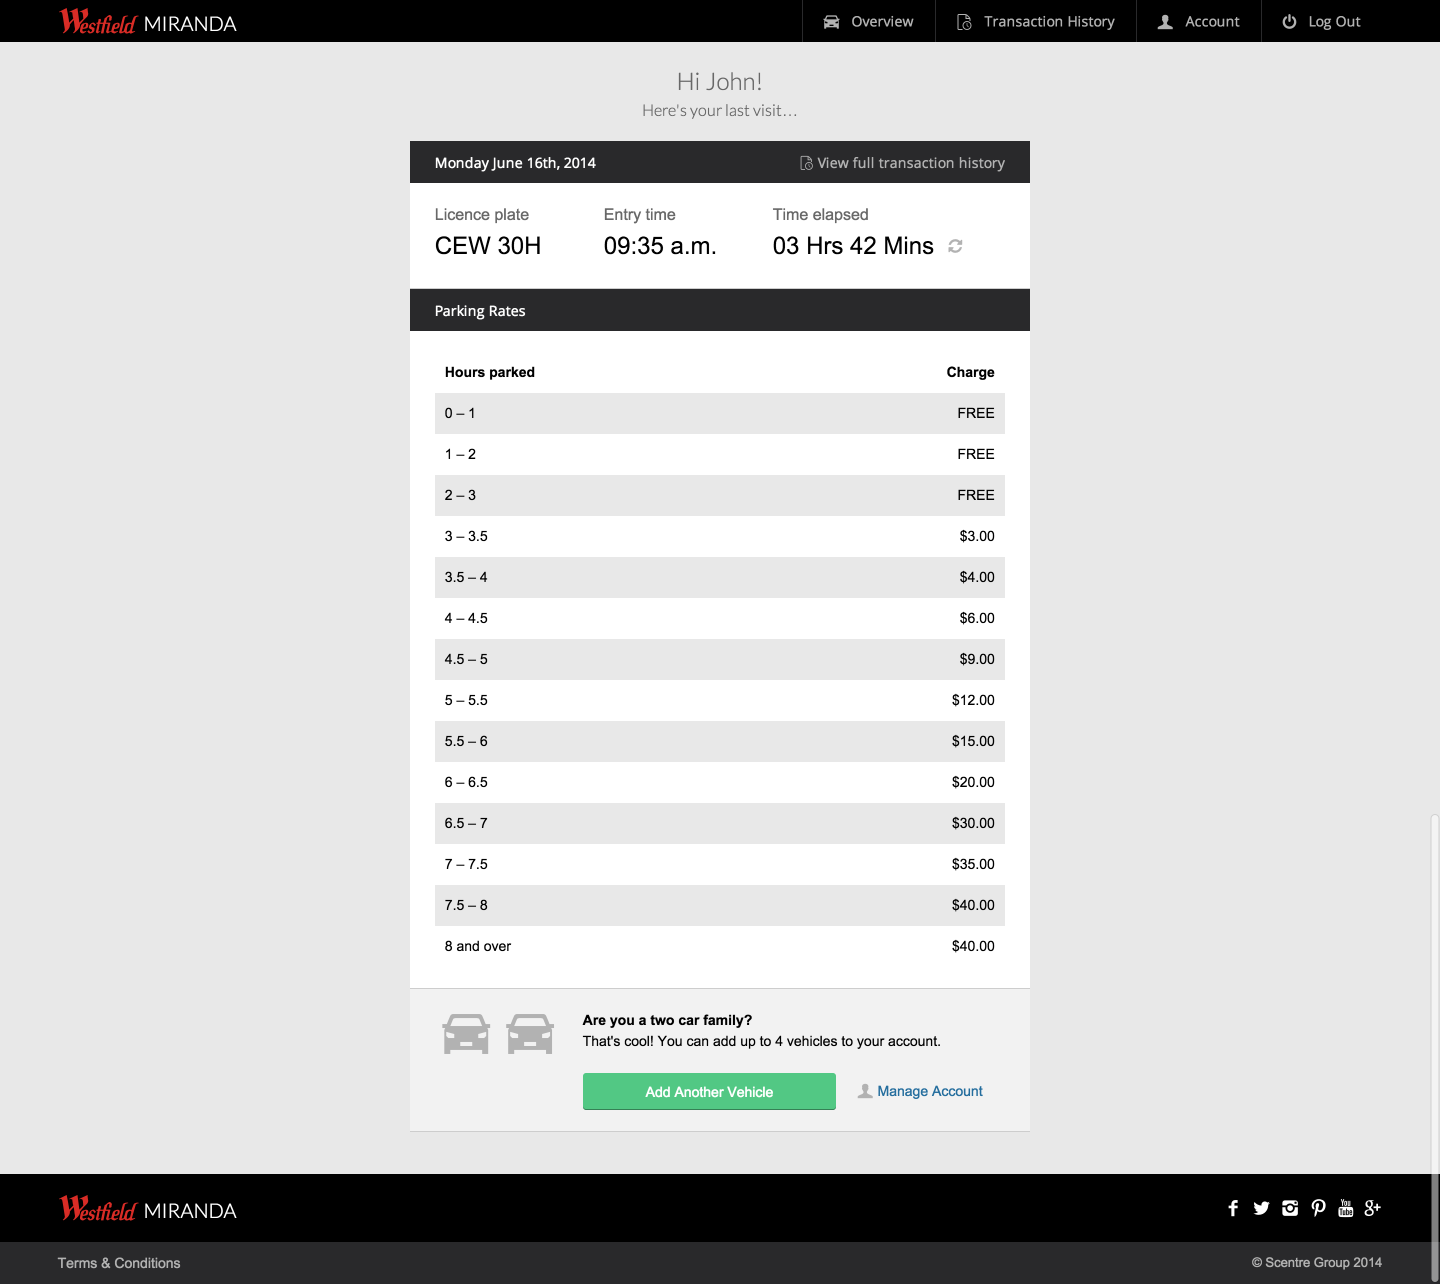 Westfield MIRANDA
Overview
Transaction History
Account
Log Out
Hi John!
Here's your last visit...
Monday June 16th, 2014
View full transaction history
Licence plate
Entry time
Time elapsed
CEW 30H
09:35 a.m.
03 Hrs 42 Mins
Parking Rates
Hours parked Charge
0 – 1 FREE
1 – 2 FREE
2 – 3 FREE
3 – 3.5 $3.00
3.5 – 4 $4.00
4 – 4.5 $6.00
4.5 – 5 $9.00
5 – 5.5 $12.00
5.5 – 6 $15.00
6 – 6.5 $20.00
6.5 – 7 $30.00
7 – 7.5 $35.00
7.5 – 8 $40.00
8 and over $40.00
Are you a two car family?
That's cool! You can add up to 4 vehicles to your account.
Add Another Vehicle
Manage Account
Westfield MIRANDA
You
Tube
g+
Terms & Conditions
© Scentre Group 2014